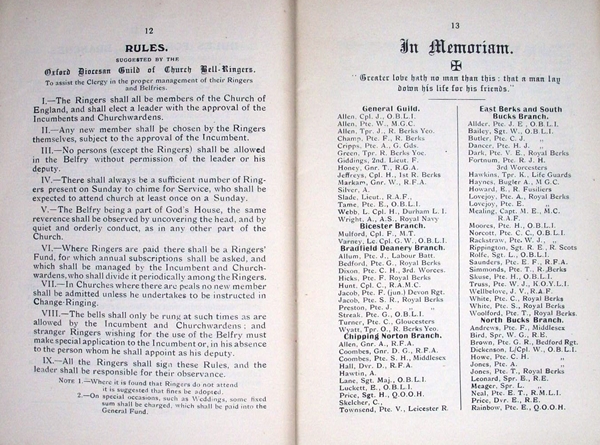 12
RULES.
SUGGESTED BY THE
Oxford Diocesan Guild of Church Bell-Ringers.
To assist the Clergy in the proper management of their Ringers
and Belfries.
I.—The Ringers shall all be members of the Church of
England, and shall elect a leader with the approval of the
Incumbents and Churchwardens.
II.—Any new member shall be chosen by the Ringers
themselves, subject to the approval of the Incumbent.
III.—No persons (except the Ringers) shall be allowed
in the Belfry without permission of the leader or his
deputy.
IV.—There shall always be a sufficient number of Ring-
ers present on Sunday to chime for Service, who shall be
expected to attend church at least once on a Sunday.
V.—The Belfry being a part of God's House, the same
reverence shall be observed by uncovering the head, and by
quiet and orderly conduct, as in any other part of the
Church.
VI.—Where Ringers are paid there shall be a Ringers'
Fund, for which annual subscriptions shall be asked, and
which shall be managed by the Incumbent and Church-
wardens, who shall divide it periodically among the Ringers.
VII.—In Churches where there are peals no new member
shall be admitted unless he undertakes to be instructed in
Change-Ringing.
VIII.—The bells shall only be rung at such times as are
allowed by the Incumbent and Churchwardens; and
stranger Ringers wishing for the use of the Belfry must
make special application to the Incumbent or, in his absence
to the person whom he shall appoint as his deputy.
IX.—All the Ringers shall sign these Rules, and the
leader shall be responsible for their observance.
NOTE 1.—Where it is found that Ringers do not attend
it is suggested that fines be adopted.
2.—On special occasions, such as Weddings, some fixed
sum shall be charged, which shall be paid into the
General Fund.
13
In Memoriam.
"Greater love hath no man than this: that a man lay
down his life for his friends."
General Guild.
Allen, Cpl. J., O.B.L.I.
Allen, Pte. W., M.G.C.
Allen, Tpr. J., R. Berks Yeo.
Champ, Pte. F., R. Berks
Cripps, Pte. A., G. Gds.
Green, Tpr. R. Berks Yeo.
Giddings, 2nd. Lieut. F.
Honey, Gnr. T., R.G.A.
Jeffreys, Cpl. H., 1st R. Berks
Markam, Gnr. W., R.F.A.
Silver, A.
Slade, Lieut., R.A.F.,
Tame, Pte. E., O.B.L.I.
Webb, L. Cpl. H., Durham L. I.
Wright, A., A.S., Royal Navy
Bicester Branch.
Mulford, Cpl. F., M.T.
Varney, Lc. Cpl. G. W., O.B.L.I.
Bradfield Deanery Branch.
Allum, Pte. J., Labour Batt.
Bedford, Pte. G., Royal Berks
Dixon, Pte. C. H., 3rd Worces.
Hicks, Pte. F. Royal Berks
Hunt, Cpl. C., R.A.M.C.
Jacob, Pte. F. (jun.) Devon Regt.
Jacob, Pte. S. R., Royal Berks
Preston, Pte. J. "
Streak, Pte. G., O.B.L.I.
Turner, Pte. C., Gloucesters
Wyatt, Tpr. O., R. Berks Yeo.
Chipping Norton Branch.
Allen, Gnr. A., R.F.A.
Coombes, Gnr. D. G., R.F.A.
Coombes, Pte. S. H., Middlesex
Hall, Dvr. D., R.F.A.
Hawtin, A.
Lane, Sgt. Maj., O.B.L.I.
Luckett, E., O.B.L.I.
Price, Sgt. H., Q.O.O.H.
Skelcher, C.,
Townsend, Pte. V., Leicester R.
East Berks and South
Bucks Branch.
Allder, Pte. J. E., O.B.L.I.
Bailey, Sgt. W., O.B.L.I.
Butler, Pte. C. J. "
Dancer, Pte. H. J. "
Dark, Pte. V. E., Royal Berks
Fortnum, Pte. R. J. H.
3rd Worcesters
Hawkins, Tpr. K., Life Guards
Haynes, Bugler A., M G.C.
Howard, E., R. Fusiliers
Lovejoy, Pte. A., Royal Berks
Lovejoy, Pte. E. "
Mealing, Capt. M. E., M.C.
R.A.F.
Moores, Pte. H., O.B.L.I.
Norcott, Pte. C. C., O.B.L.I.
Rackstraw, Pte. W. J., "
Rippington, Sgt. R. E., R. Scots
Rolfe, Sgt. L., O.B.L.I.
Saunders, Pte. E. F., R.F.A.
Simmonds, Pte. T., R. Berks
Skuse, Pte. H., O.B.L.I.
Truss, Pte. W. J., K.O.Y.L.I.
Wellbelove, J. V., R.A.F.
White, Pte. C., Royal Berks
White, Pte. S., Royal Berks
Woolford, Pte. T., Royal Berks
North Bucks Branch.
Andrews, Pte. F., Middlesex
Bird, Spr. W. G., R.E.
Brown, Pte. G. R., Bedford Rgt.
Dickenson, L/Cpl. W., O.B.L.I.
Howe, Pte. C. H. "
Jones, Pte. A. "
Jones, Pte. T., Royal Berks
Leonard, Spr. E., R.E.
Meager, Spr. L. "
Neal, Pte. E. T., R.M.L.I.
Price, Dvr. E., R.E.
Rainbow, Pte. E., Q.O.O.H.